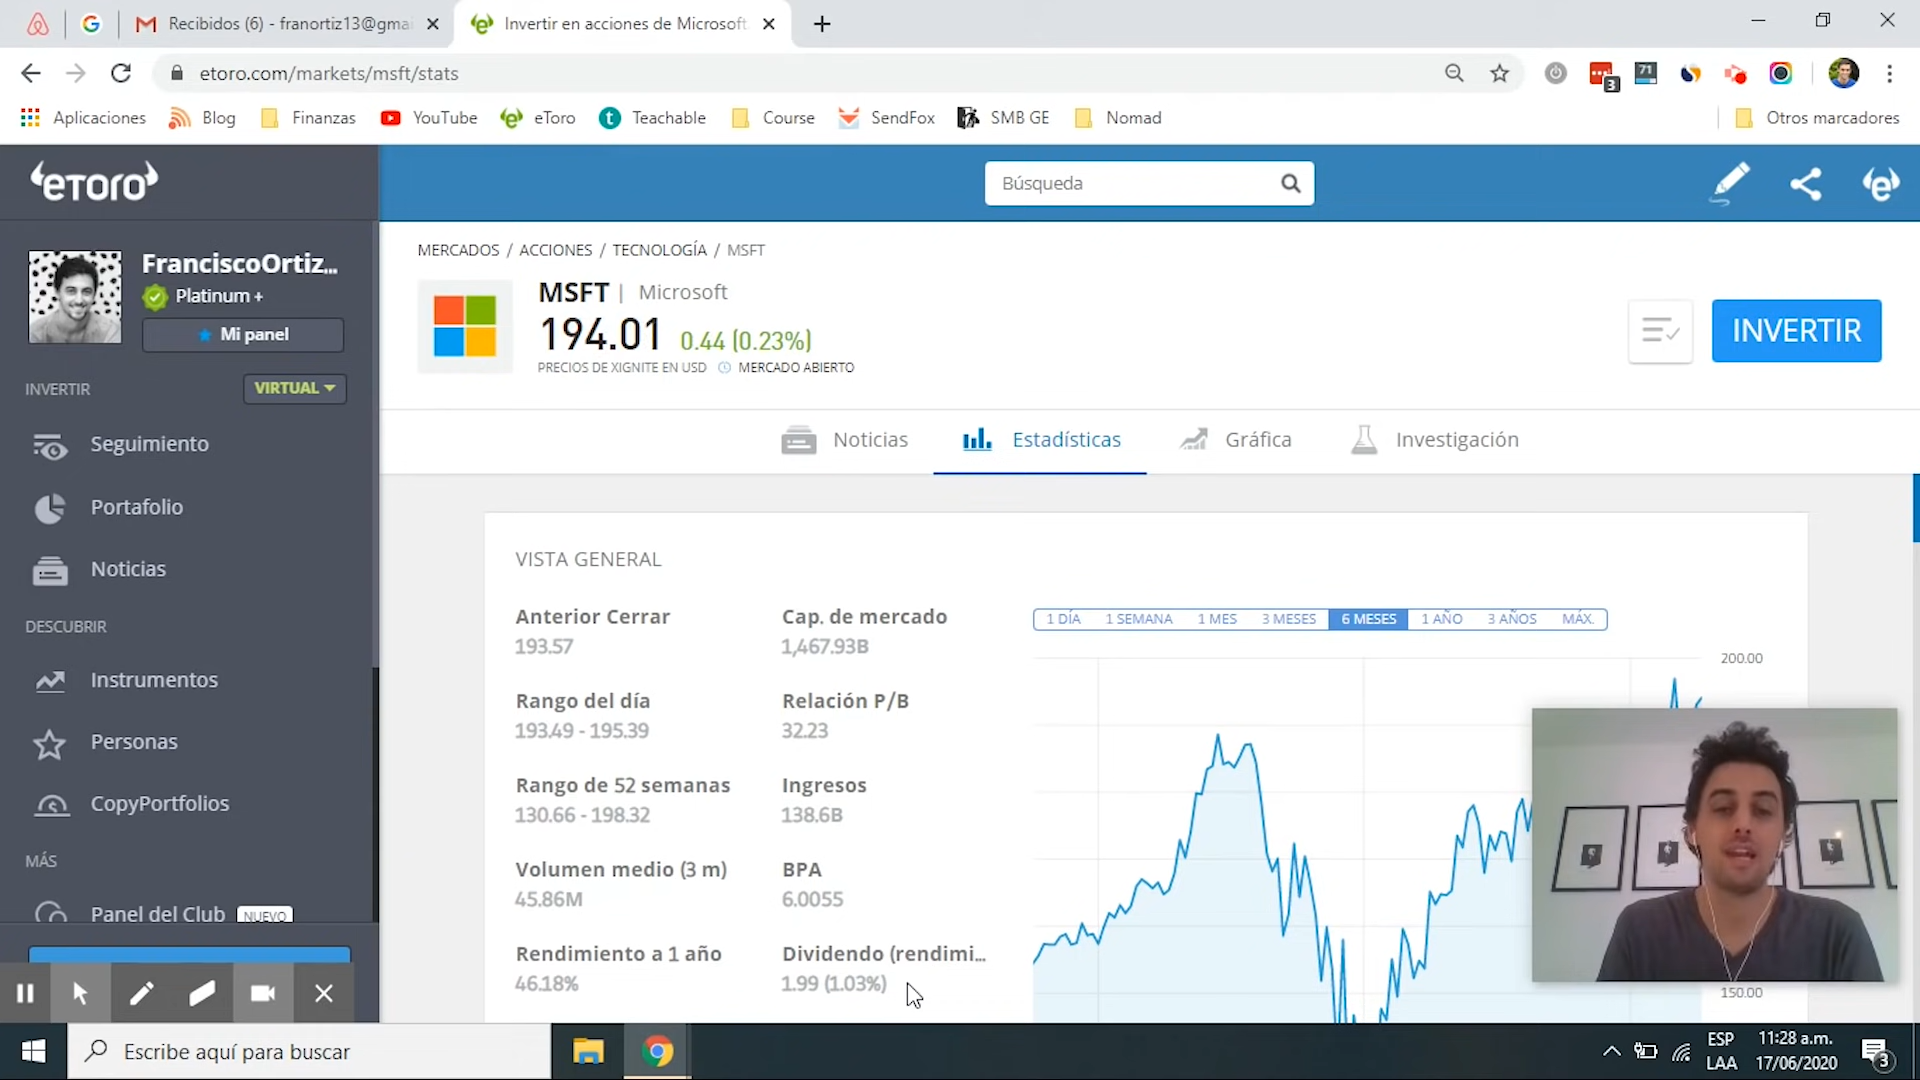 Recibidos (6) - franortiz13@gmai
Invertir en acciones de Microsoft
etoro.com/markets/msft/stats
3
71
Aplicaciones
Blog
Finanzas
YouTube
eToro
Teachable
Course
SendFox
SMB GE
Nomad
Otros marcadores
eToro
Búsqueda
FranciscoOrtiz...
Platinum +
Mi panel
INVERTIR
VIRTUAL
Seguimiento
Portafolio
Noticias
DESCUBRIR
Instrumentos
Personas
CopyPortfolios
MÁS
Panel del Club NUEVO
MERCADOS / ACCIONES / TECNOLOGÍA / MSFT
MSFT | Microsoft
194.01 0.44 (0.23%)
PRECIOS DE XIGNITE EN USD MERCADO ABIERTO
INVERTIR
Noticias
Estadísticas
Gráfica
Investigación
VISTA GENERAL
Anterior Cerrar
193.57
Rango del día
193.49 - 195.39
Rango de 52 semanas
130.66 - 198.32
Volumen medio (3 m)
45.86M
Rendimiento a 1 año
46.18%
Cap. de mercado
1,467.93B
Relación P/B
32.23
Ingresos
138.6B
BPA
6.0055
Dividendo (rendimi...
1.99 (1.03%)
1 DÍA 1 SEMANA 1 MES 3 MESES 6 MESES 1 AÑO 3 AÑOS MÁX.
200.00
150.00
Escribe aquí para buscar
ESP
LAA
11:28 a.m.
17/06/2020
3